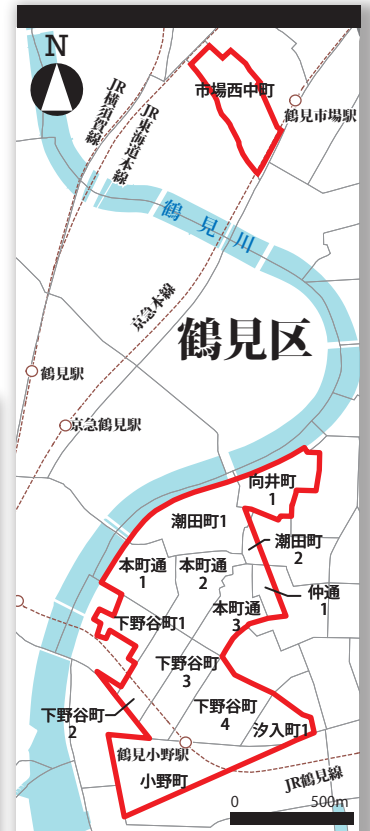 N
市場西中町
鶴見市場駅
JR横須賀線
JR東海道本線
鶴見川
京急本線
鶴見区
鶴見駅
京急鶴見駅
向井町
1
潮田町1
潮田町
2
本町通
1
本町通
2
仲通
1
本町通
3
下野谷町1
下野谷町
3
下野谷町
4
下野谷町
2
汐入町1
鶴見小野駅
小野町
JR鶴見線
0
500m